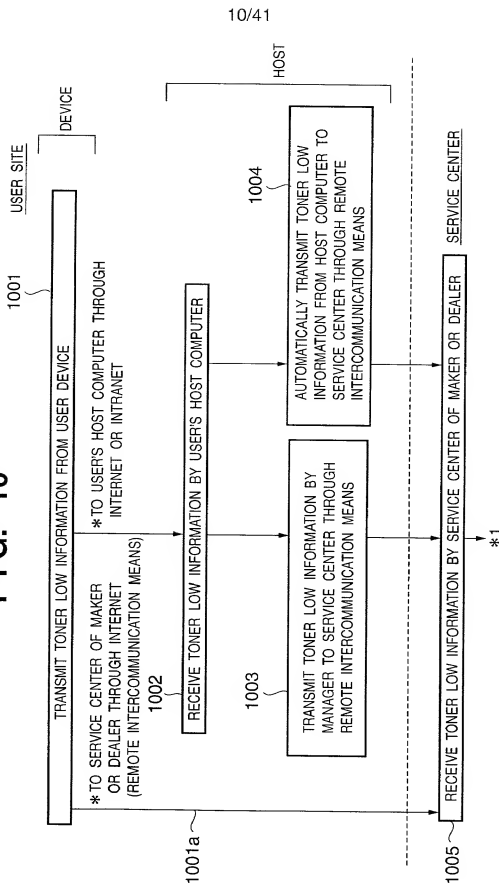 10/41
FIG. 10
USER SITE
DEVICE
1001
TRANSMIT TONER LOW INFORMATION FROM USER DEVICE
* TO SERVICE CENTER OF MAKER
OR DEALER THROUGH INTERNET
(REMOTE INTERCOMMUNICATION MEANS)
* TO USER'S HOST COMPUTER THROUGH
INTERNET OR INTRANET
1001a
1002
RECEIVE TONER LOW INFORMATION BY USER'S HOST COMPUTER
HOST
1003
TRANSMIT TONER LOW INFORMATION BY
MANAGER TO SERVICE CENTER THROUGH
REMOTE INTERCOMMUNICATION MEANS
1004
AUTOMATICALLY TRANSMIT TONER LOW
INFORMATION FROM HOST COMPUTER TO
SERVICE CENTER THROUGH REMOTE
INTERCOMMUNICATION MEANS
SERVICE CENTER
1005
RECEIVE TONER LOW INFORMATION BY SERVICE CENTER OF MAKER OR DEALER
*1